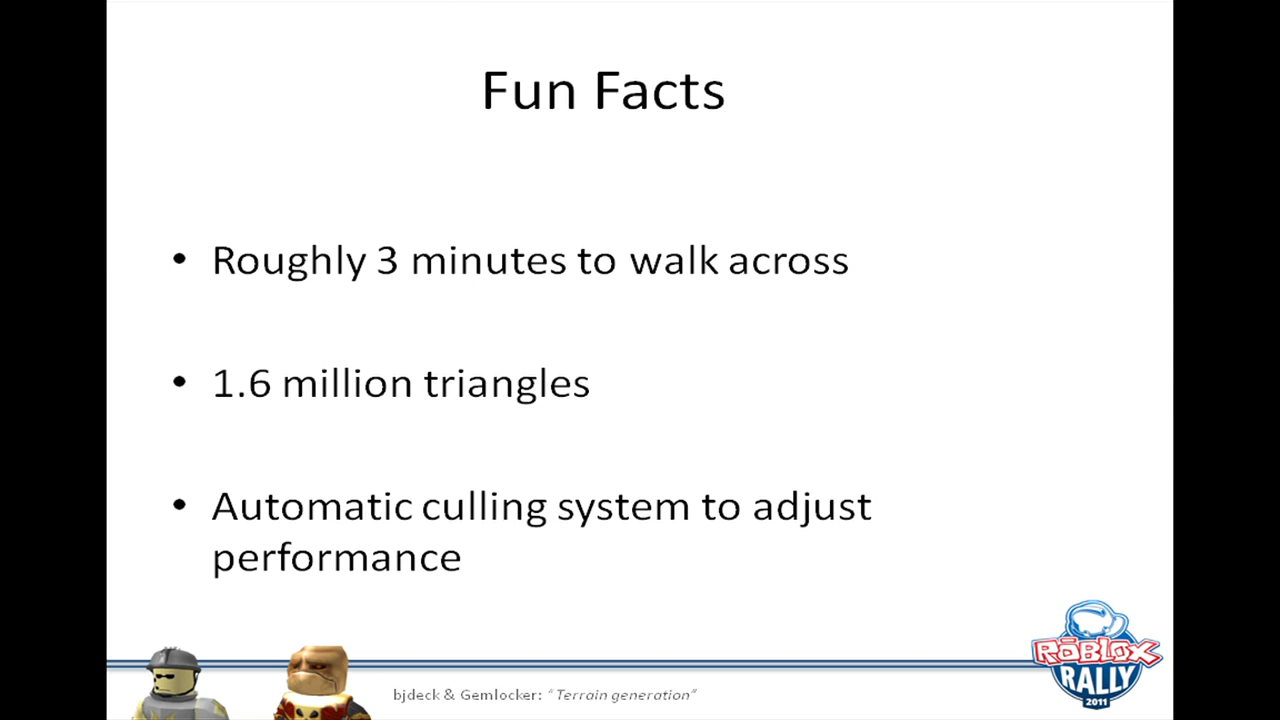 Fun Facts
• Roughly 3 minutes to walk across
• 1.6 million triangles
• Automatic culling system to adjust
performance
ROBLOX
RALLY
2011
bjdeck & Gemlocker: “Terrain generation”